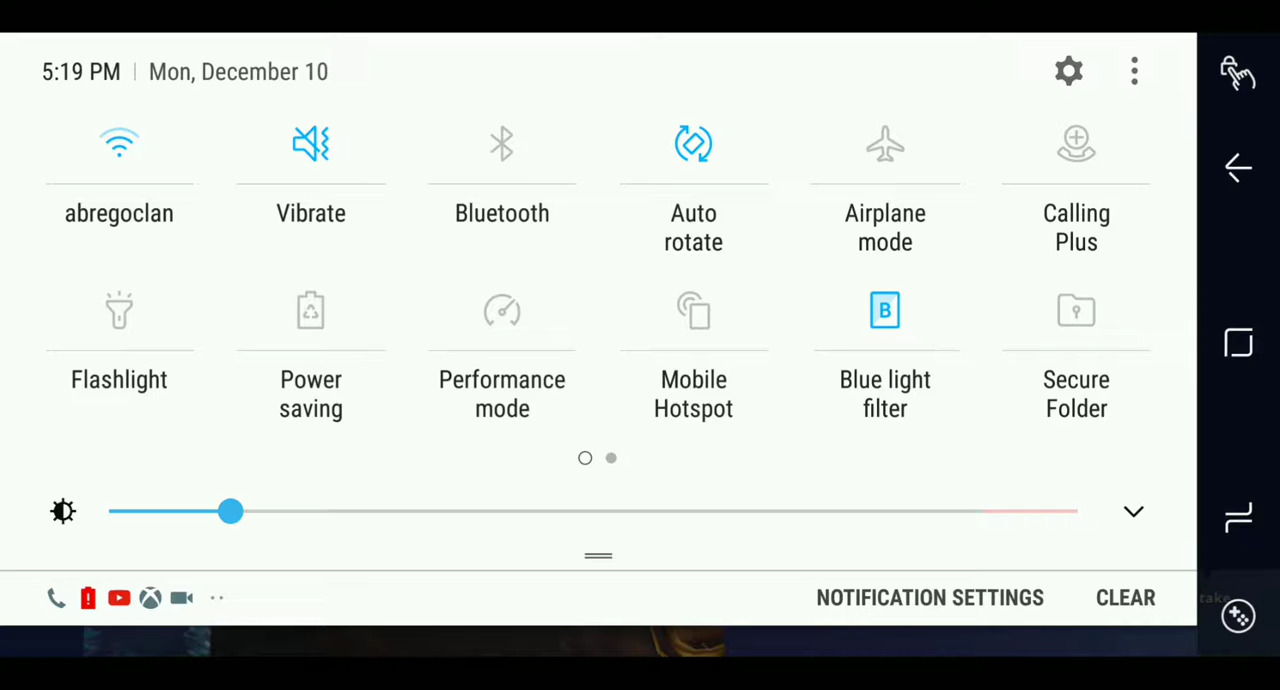 5:19 PM | Mon, December 10
abregoclan Vibrate Bluetooth Auto rotate Airplane mode Calling Plus
Flashlight Power saving Performance mode Mobile Hotspot Blue light filter Secure Folder
NOTIFICATION SETTINGS CLEAR
take